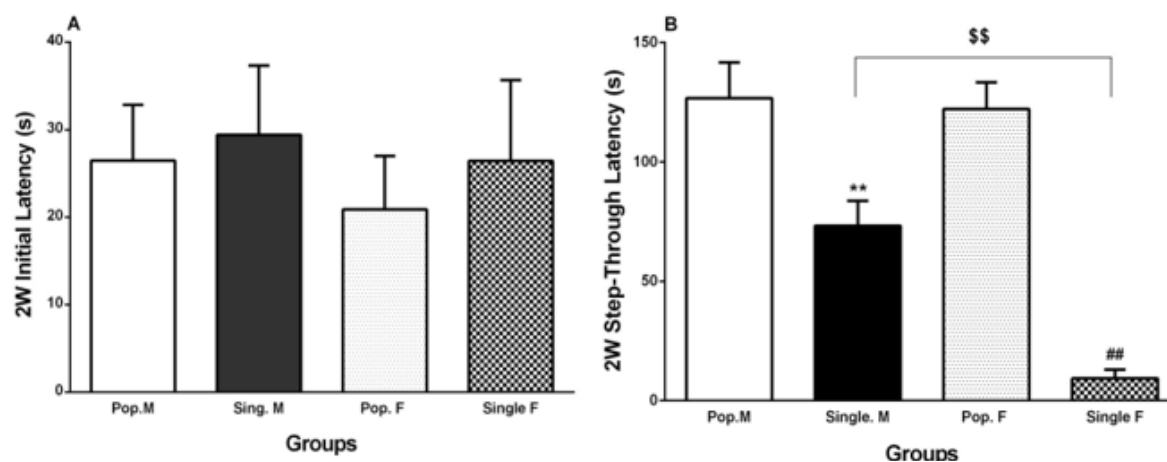 A
2W Initial Latency (s)
40
30
20
10
0
Pop.M Sing. M Pop. F Single F
Groups
B
2W Step-Through Latency (s)
150
100
50
0
$$
**
##
Pop.M Single. M Pop. F Single F
Groups